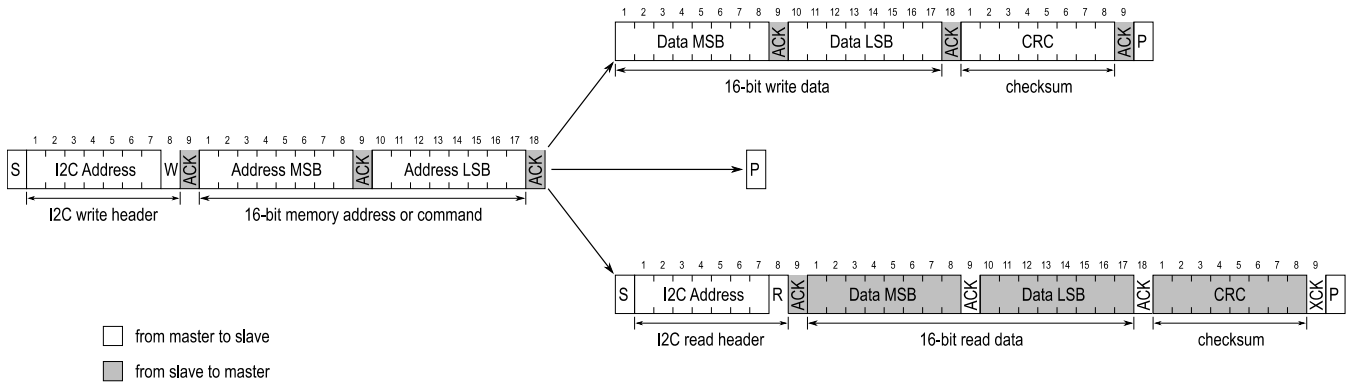 1 2 3 4 5 6 7 8 9 10 11 12 13 14 15 16 17 18 1 2 3 4 5 6 7 8 9
Data MSB ACK Data LSB ACK CRC ACK P
16-bit write data checksum
1 2 3 4 5 6 7 8 9 1 2 3 4 5 6 7 8 9 10 11 12 13 14 15 16 17 18
S I2C Address W ACK Address MSB ACK Address LSB ACK P
I2C write header 16-bit memory address or command
1 2 3 4 5 6 7 8 9 1 2 3 4 5 6 7 8 9 10 11 12 13 14 15 16 17 18 1 2 3 4 5 6 7 8 9
S I2C Address R ACK Data MSB ACK Data LSB ACK CRC XCK P
I2C read header 16-bit read data checksum
from master to slave
from slave to master